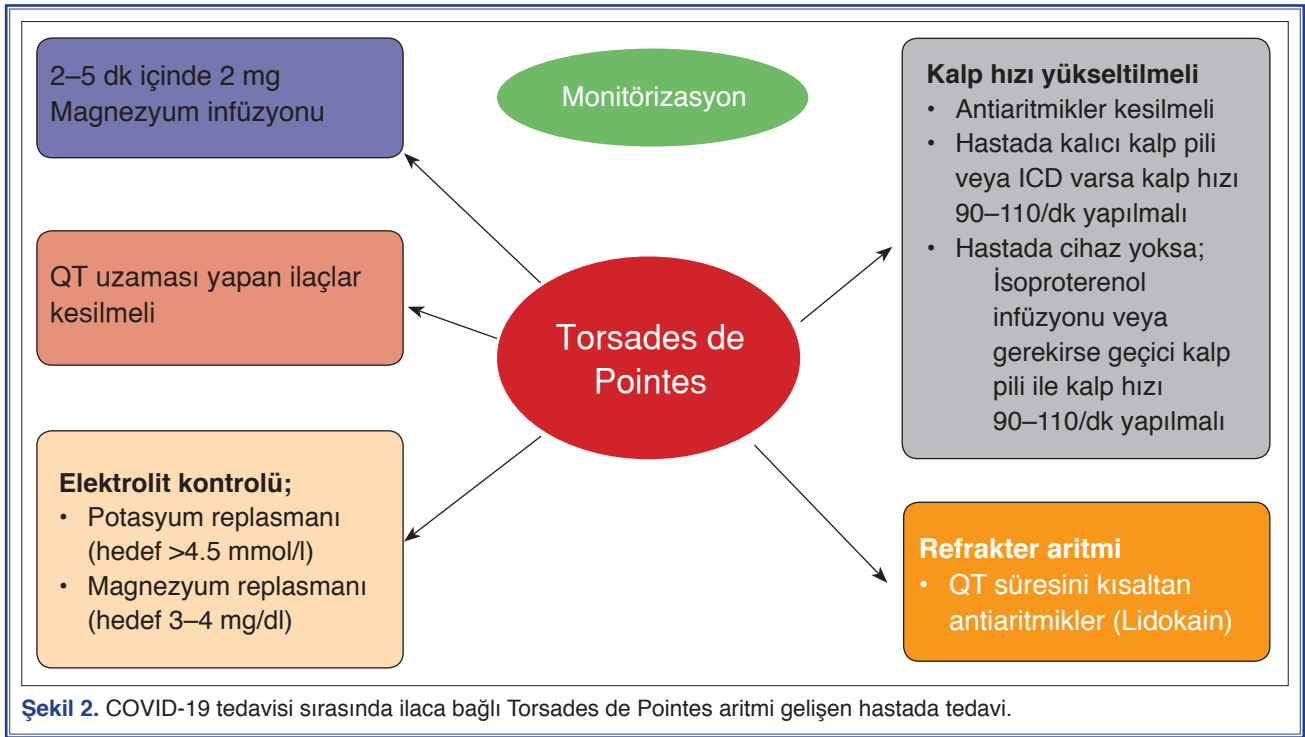 2–5 dk içinde 2 mg
Magnezyum infüzyonu
Monitörizasyon
QT uzaması yapan ilaçlar
kesilmeli
Torsades de
Pointes
Elektrolit kontrolü;
• Potasyum replasmanı
(hedef >4.5 mmol/l)
• Magnezyum replasmanı
(hedef 3–4 mg/dl)
Kalp hızı yükseltilmeli
• Antiaritmikler kesilmeli
• Hastada kalıcı kalp pili
veya ICD varsa kalp hızı
90–110/dk yapılmalı
• Hastada cihaz yoksa;
İsoproterenol
infüzyonu veya
gerekirse geçici kalp
pili ile kalp hızı
90–110/dk yapılmalı
Refrakter aritmi
• QT süresini kısaltan
antiaritmikler (Lidokain)
Şekil 2. COVID-19 tedavisi sırasında ilaca bağlı Torsades de Pointes aritmi gelişen hastada tedavi.